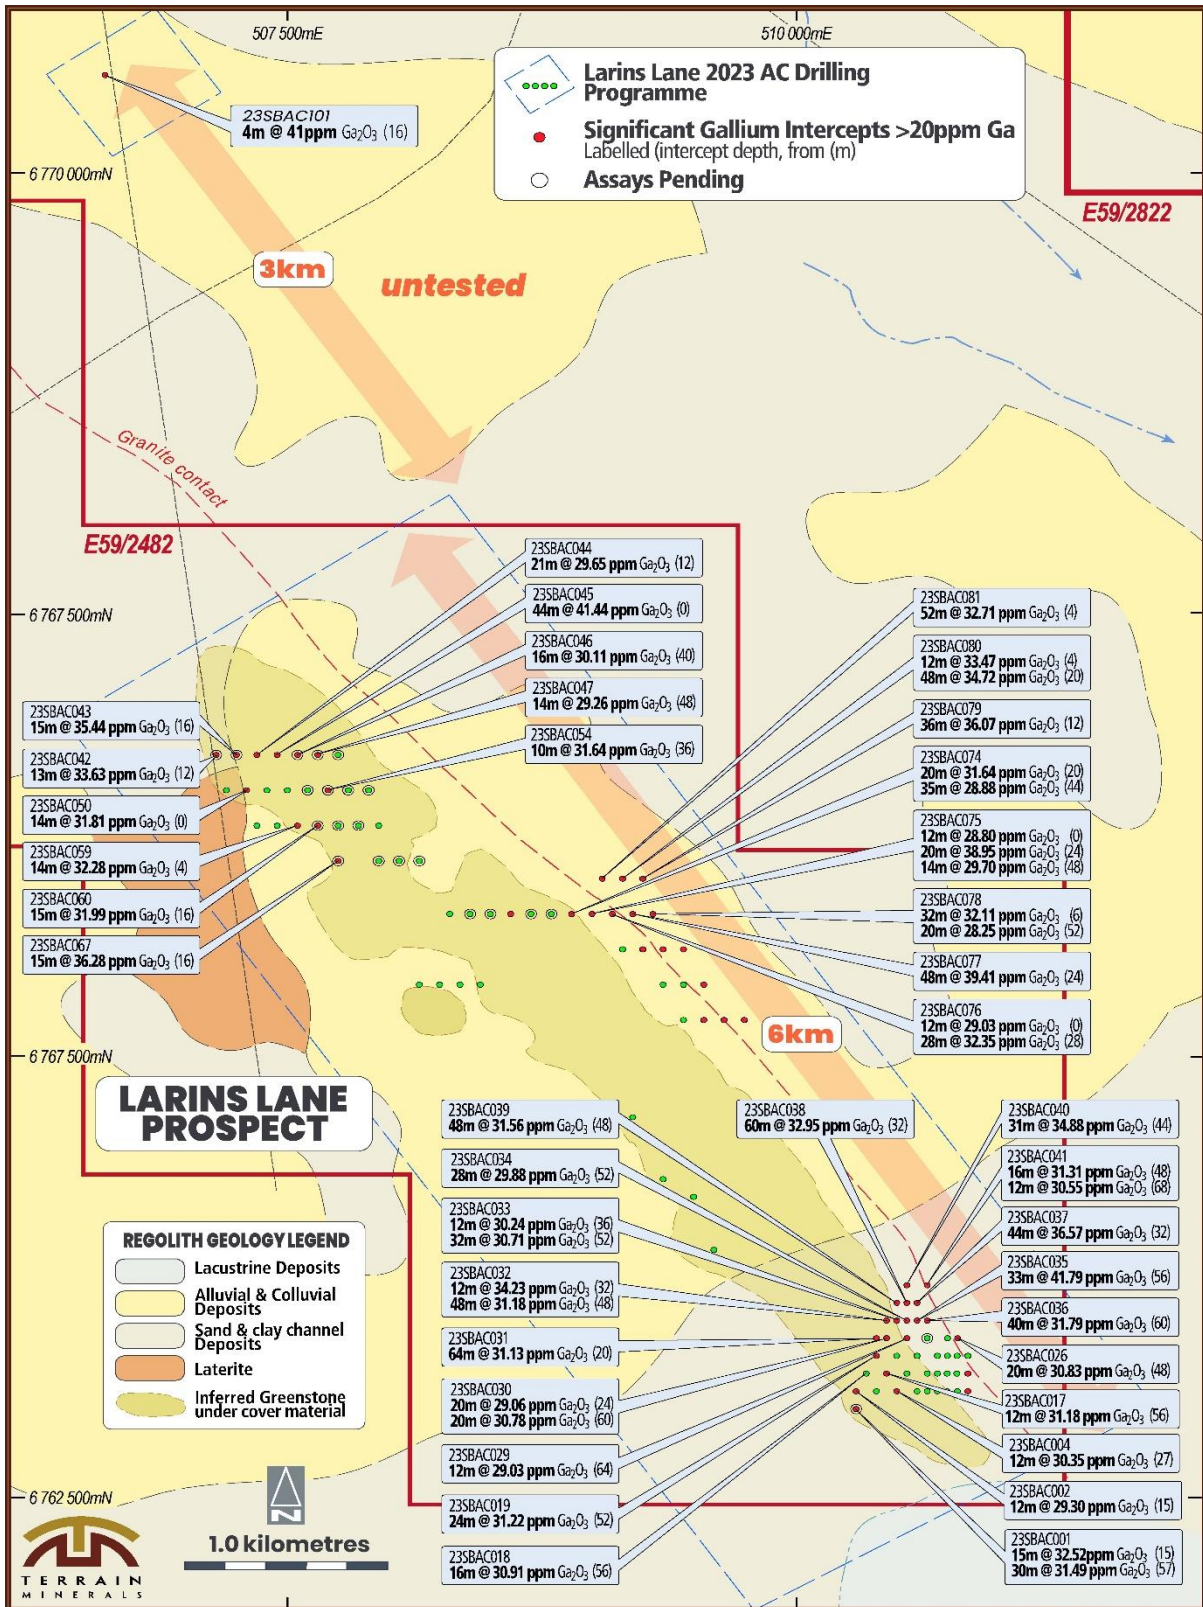 507 500mE
510 000mE
Larins Lane 2023 AC Drilling
Programme
Significant Gallium Intercepts >20ppm Ga
Labelled (intercept depth, from (m)
Assays Pending
23SBAC101
4m @ 41ppm Ga₂O₃ (16)
6 770 000mN
E59/2822
3km
untested
Granite contact
E59/2482
6 767 500mN
23SBAC044
21m @ 29.65 ppm Ga₂O₃ (12)
23SBAC045
44m @ 41.44 ppm Ga₂O₃ (0)
23SBAC046
16m @ 30.11 ppm Ga₂O₃ (40)
23SBAC047
14m @ 29.26 ppm Ga₂O₃ (48)
23SBAC054
10m @ 31.64 ppm Ga₂O₃ (36)
23SBAC043
15m @ 35.44 ppm Ga₂O₃ (16)
23SBAC042
13m @ 33.63 ppm Ga₂O₃ (12)
23SBAC050
14m @ 31.81 ppm Ga₂O₃ (0)
23SBAC059
14m @ 32.28 ppm Ga₂O₃ (4)
23SBAC060
15m @ 31.99 ppm Ga₂O₃ (16)
23SBAC067
15m @ 36.28 ppm Ga₂O₃ (16)
23SBAC081
52m @ 32.71 ppm Ga₂O₃ (4)
23SBAC080
12m @ 33.47 ppm Ga₂O₃ (4)
48m @ 34.72 ppm Ga₂O₃ (20)
23SBAC079
36m @ 36.07 ppm Ga₂O₃ (12)
23SBAC074
20m @ 31.64 ppm Ga₂O₃ (20)
35m @ 28.88 ppm Ga₂O₃ (44)
23SBAC075
12m @ 28.80 ppm Ga₂O₃ (0)
20m @ 38.95 ppm Ga₂O₃ (24)
14m @ 29.70 ppm Ga₂O₃ (48)
23SBAC078
32m @ 32.11 ppm Ga₂O₃ (6)
20m @ 28.25 ppm Ga₂O₃ (52)
23SBAC077
48m @ 39.41 ppm Ga₂O₃ (24)
23SBAC076
12m @ 29.03 ppm Ga₂O₃ (0)
28m @ 32.35 ppm Ga₂O₃ (28)
6km
6 767 500mN
LARINS LANE
PROSPECT
23SBAC039
48m @ 31.56 ppm Ga₂O₃ (48)
23SBAC034
28m @ 29.88 ppm Ga₂O₃ (52)
23SBAC033
12m @ 30.24 ppm Ga₂O₃ (36)
32m @ 30.71 ppm Ga₂O₃ (52)
23SBAC032
12m @ 34.23 ppm Ga₂O₃ (32)
48m @ 31.18 ppm Ga₂O₃ (48)
23SBAC031
64m @ 31.13 ppm Ga₂O₃ (20)
23SBAC030
20m @ 29.06 ppm Ga₂O₃ (24)
20m @ 30.78 ppm Ga₂O₃ (60)
23SBAC029
12m @ 29.03 ppm Ga₂O₃ (64)
23SBAC019
24m @ 31.22 ppm Ga₂O₃ (52)
23SBAC018
16m @ 30.91 ppm Ga₂O₃ (56)
23SBAC038
60m @ 32.95 ppm Ga₂O₃ (32)
23SBAC040
31m @ 34.88 ppm Ga₂O₃ (44)
23SBAC041
16m @ 31.31 ppm Ga₂O₃ (48)
12m @ 30.55 ppm Ga₂O₃ (68)
23SBAC037
44m @ 36.57 ppm Ga₂O₃ (32)
23SBAC035
33m @ 41.79 ppm Ga₂O₃ (56)
23SBAC036
40m @ 31.79 ppm Ga₂O₃ (60)
23SBAC026
20m @ 30.83 ppm Ga₂O₃ (48)
23SBAC017
12m @ 31.18 ppm Ga₂O₃ (56)
23SBAC004
12m @ 30.35 ppm Ga₂O₃ (27)
23SBAC002
12m @ 29.30 ppm Ga₂O₃ (15)
23SBAC001
15m @ 32.52ppm Ga₂O₃ (15)
30m @ 31.49 ppm Ga₂O₃ (57)
REGOLITH GEOLOGY LEGEND
Lacustrine Deposits
Alluvial & Colluvial
Deposits
Sand & clay channel
Deposits
Laterite
Inferred Greenstone
under cover material
6 762 500mN
N
1.0 kilometres
TERRAIN
MINERALS